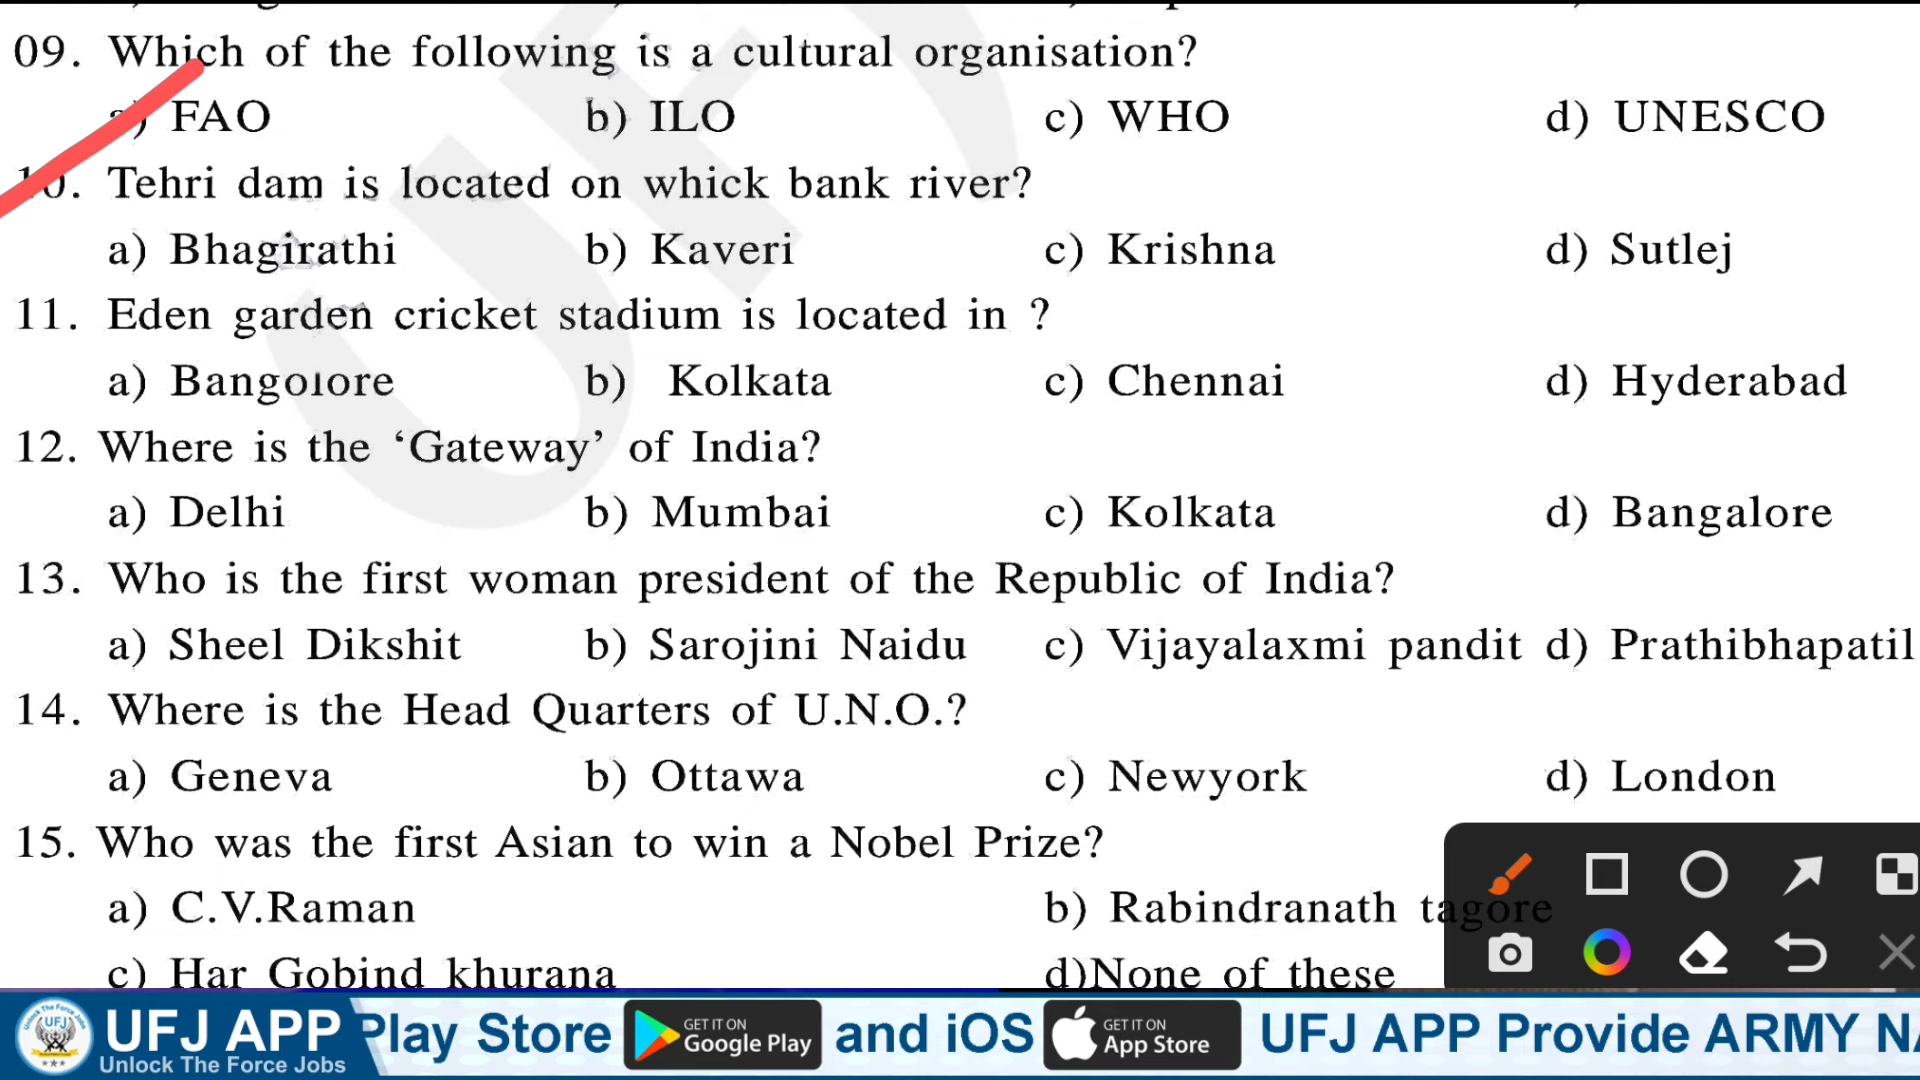 09. Which of the following is a cultural organisation?
a) FAO b) ILO c) WHO d) UNESCO
10. Tehri dam is located on whick bank river?
a) Bhagirathi b) Kaveri c) Krishna d) Sutlej
11. Eden garden cricket stadium is located in ?
a) Bangolore b) Kolkata c) Chennai d) Hyderabad
12. Where is the ‘Gateway’ of India?
a) Delhi b) Mumbai c) Kolkata d) Bangalore
13. Who is the first woman president of the Republic of India?
a) Sheel Dikshit b) Sarojini Naidu c) Vijayalaxmi pandit d) Prathibhapatil
14. Where is the Head Quarters of U.N.O.?
a) Geneva b) Ottawa c) Newyork d) London
15. Who was the first Asian to win a Nobel Prize?
a) C.V.Raman b) Rabindranath tagore
c) Har Gobind khurana d)None of these
UFJ
UFJ APP
Unlock The Force Jobs
Play Store GET IT ON Google Play and iOS GET IT ON App Store UFJ APP Provide ARMY